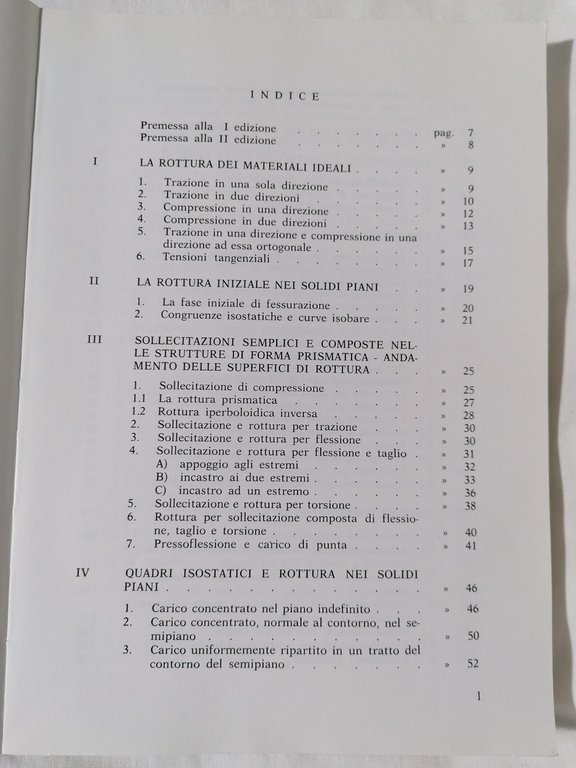 INDICE
Premessa alla I edizione . . . . . . . pag. 7
Premessa alla II edizione . . . . . . . » 8
I LA ROTTURA DEI MATERIALI IDEALI . . . . » 9
1. Trazione in una sola direzione . . . . . » 9
2. Trazione in due direzioni . . . . . . » 10
3. Compressione in una direzione . . . . . » 12
4. Compressione in due direzioni . . . . . » 13
5. Trazione in una direzione e compressione in una
direzione ad essa ortogonale . . . . . » 15
6. Tensioni tangenziali . . . . . . . » 17
II LA ROTTURA INIZIALE NEI SOLIDI PIANI . . » 19
1. La fase iniziale di fessurazione . . . . . » 20
2. Congruenze isostatiche e curve isobare . . . » 21
III SOLLECITAZIONI SEMPLICI E COMPOSTE NEL-
LE STRUTTURE DI FORMA PRISMATICA - ANDA-
MENTO DELLE SUPERFICI DI ROTTURA . . . » 25
1. Sollecitazione di compressione . . . . . » 25
1.1 La rottura prismatica . . . . . . . » 27
1.2 Rottura iperboloidica inversa . . . . . » 28
2. Sollecitazione e rottura per trazione . . . . » 30
3. Sollecitazione e rottura per flessione . . . » 30
4. Sollecitazione e rottura per flessione e taglio . » 31
A) appoggio agli estremi . . . . . . » 32
B) incastro ai due estremi . . . . . . » 33
C) incastro ad un estremo . . . . . . » 36
5. Sollecitazione e rottura per torsione . . . . » 38
6. Rottura per sollecitazione composta di flessio-
ne, taglio e torsione . . . . . . . » 40
7. Pressoflessione e carico di punta . . . . » 41
IV QUADRI ISOSTATICI E ROTTURA NEI SOLIDI
PIANI . . . . . . . . . . . . » 46
1. Carico concentrato nel piano indefinito . . . » 46
2. Carico concentrato, normale al contorno, nel se-
mipiano . . . . . . . . . . » 50
3. Carico uniformemente ripartito in un tratto del
contorno del semipiano . . . . . . . » 52
1